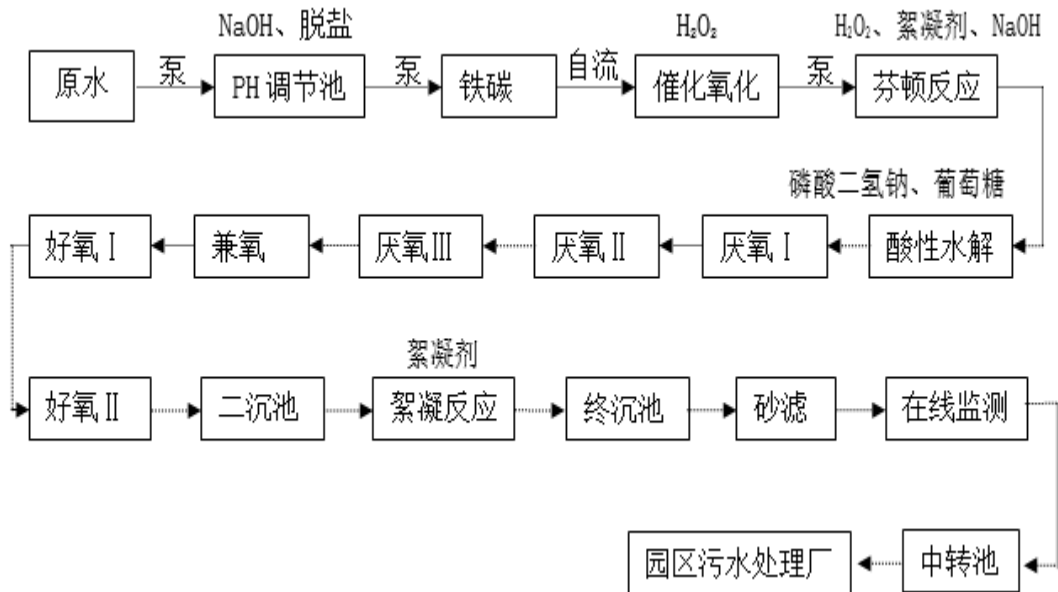 NaOH、脱盐
H₂O₂
H₂O₂、絮凝剂、NaOH
原水
泵
PH调节池
泵
铁碳
自流
催化氧化
泵
芬顿反应
磷酸二氢钠、葡萄糖
好氧Ⅰ
兼氧
厌氧Ⅲ
厌氧Ⅱ
厌氧Ⅰ
酸性水解
絮凝剂
好氧Ⅱ
二沉池
絮凝反应
终沉池
砂滤
在线监测
园区污水处理厂
中转池